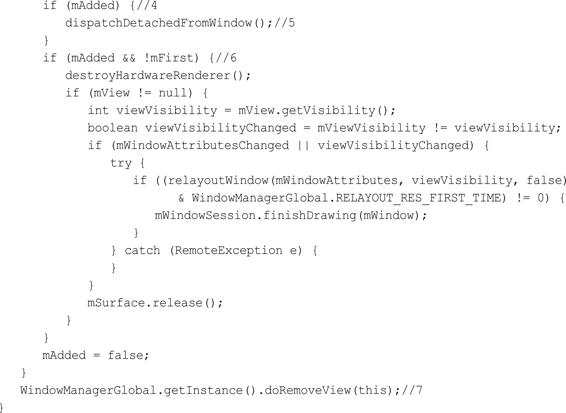 if (mAdded) {//4
dispatchDetachedFromWindow();//5
}
if (mAdded && !mFirst) {//6
destroyHardwareRenderer();
if (mView != null) {
int viewVisibility = mView.getVisibility();
boolean viewVisibilityChanged = mViewVisibility != viewVisibility;
if (mWindowAttributesChanged || viewVisibilityChanged) {
try {
if ((relayoutWindow(mWindowAttributes, viewVisibility, false)
& WindowManagerGlobal.RELAYOUT_RES_FIRST_TIME) != 0) {
mWindowSession.finishDrawing(mWindow);
}
} catch (RemoteException e) {
}
}
mSurface.release();
}
}
mAdded = false;
}
WindowManagerGlobal.getInstance().doRemoveView(this);//7
}